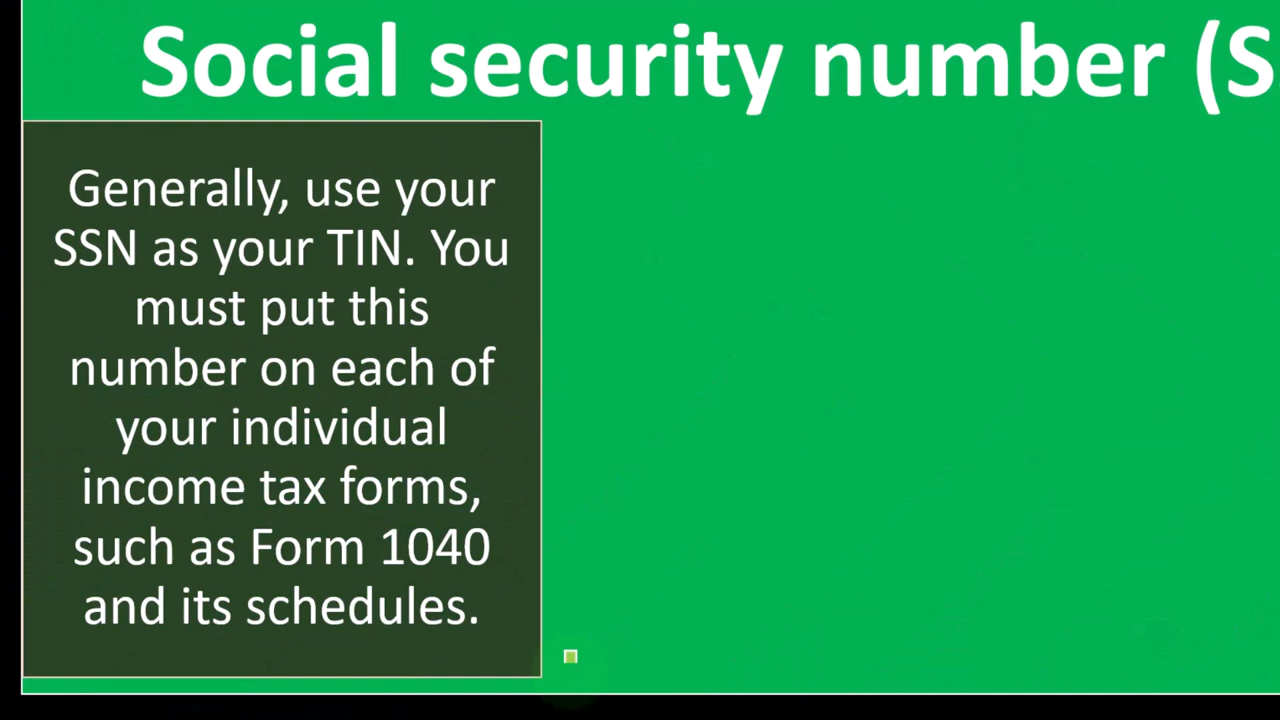 Social security number (S
Generally, use your
SSN as your TIN. You
must put this
number on each of
your individual
income tax forms,
such as Form 1040
and its schedules.